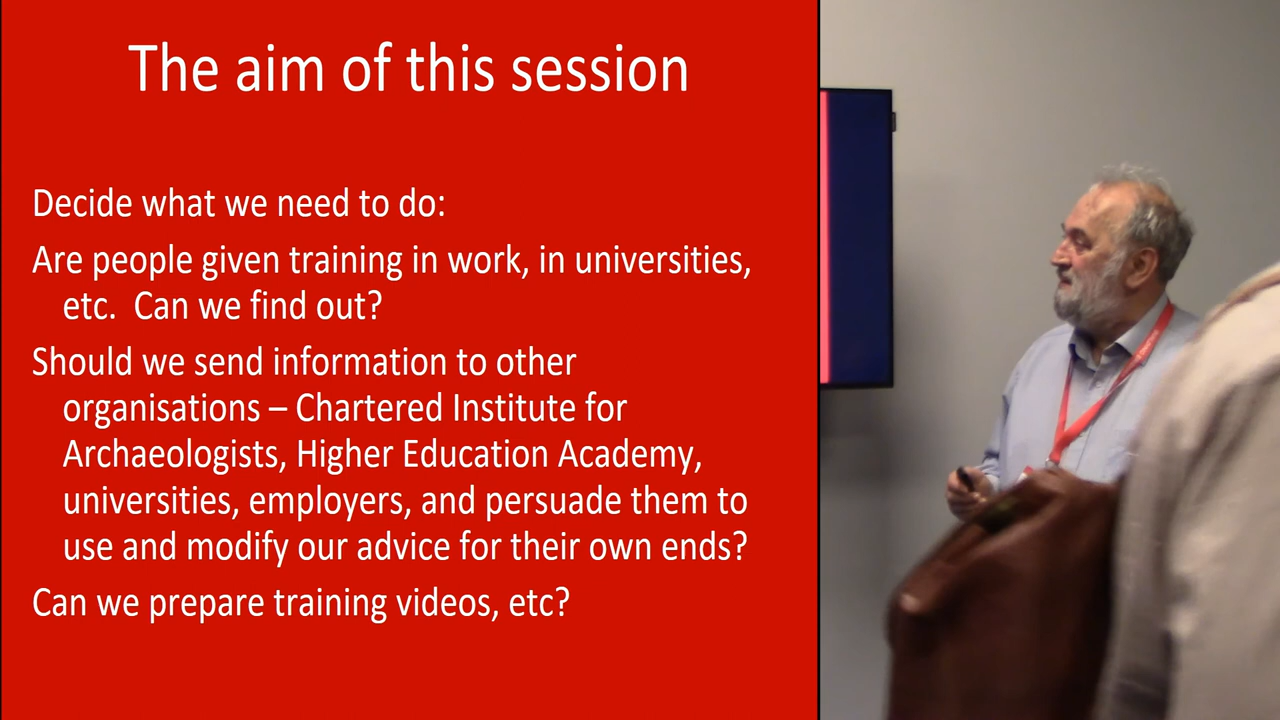 The aim of this session
Decide what we need to do:
Are people given training in work, in universities,
etc.  Can we find out?
Should we send information to other
organisations – Chartered Institute for
Archaeologists, Higher Education Academy,
universities, employers, and persuade them to
use and modify our advice for their own ends?
Can we prepare training videos, etc?